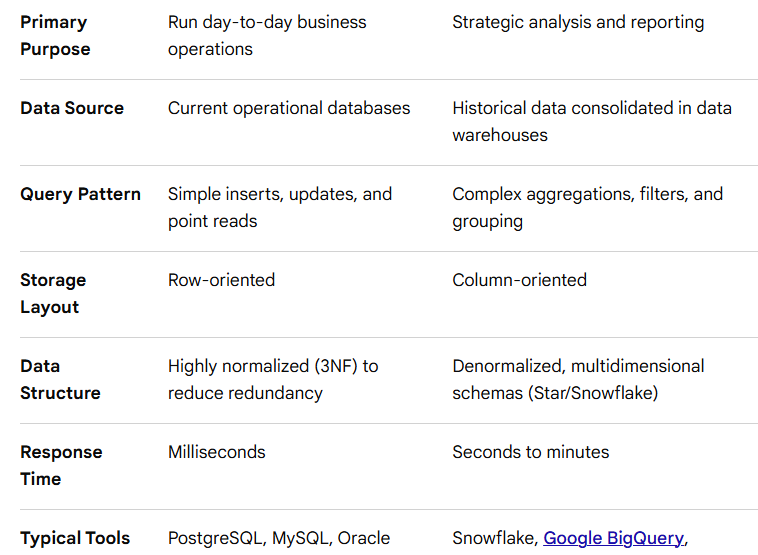 Primary Run day-to-day business Strategic analysis and reporting
Purpose operations
Data Source Current operational databases Historical data consolidated in data
warehouses
Query Pattern Simple inserts, updates, and Complex aggregations, filters, and
point reads grouping
Storage Row-oriented Column-oriented
Layout
Data Highly normalized (3NF) to Denormalized, multidimensional
Structure reduce redundancy schemas (Star/Snowflake)
Response Milliseconds Seconds to minutes
Time
Typical Tools PostgreSQL, MySQL, Oracle Snowflake, Google BigQuery,